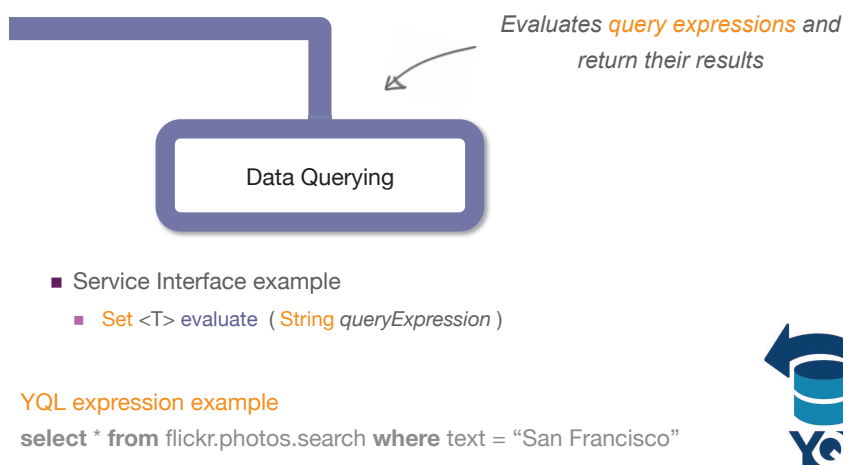 Evaluates query expressions and
return their results
Data Querying
Service Interface example
Set <T> evaluate ( String queryExpression )
YQL expression example
select * from flickr.photos.search where text = “San Francisco”